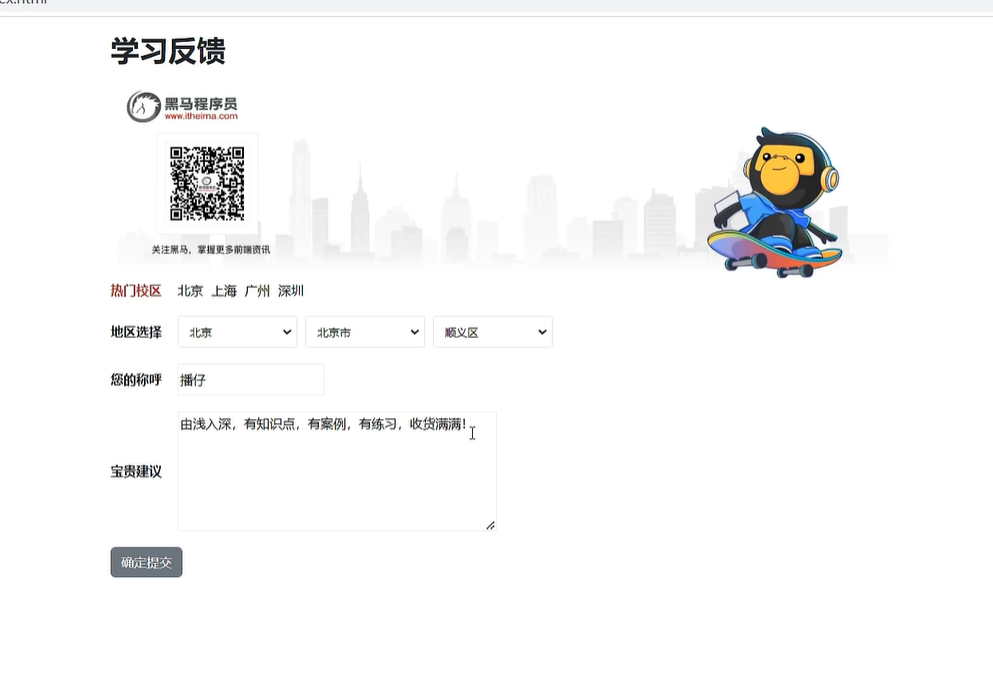 学习反馈
黑马程序员
www.itheima.com
关注黑马，掌握更多前端资讯
热门校区 北京 上海 广州 深圳
地区选择 北京 北京市 顺义区
您的称呼 播仔
由浅入深，有知识点，有案例，有练习，收货满满！
宝贵建议
确定提交